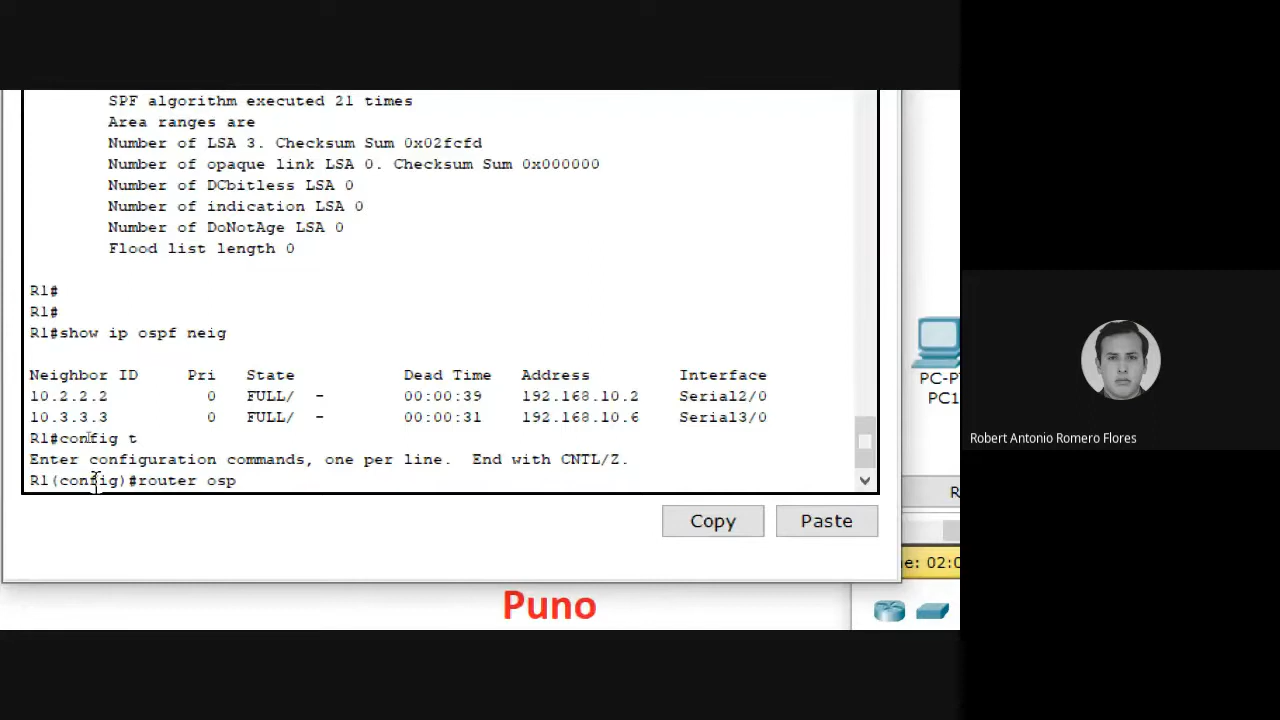 SPF algorithm executed 21 times
Area ranges are
Number of LSA 3. Checksum Sum 0x02fcfd
Number of opaque link LSA 0. Checksum Sum 0x000000
Number of DCbitless LSA 0
Number of indication LSA 0
Number of DoNotAge LSA 0
Flood list length 0
R1#
R1#
R1#show ip ospf neig
Neighbor ID Pri State Dead Time Address Interface
10.2.2.2 0 FULL/ - 00:00:39 192.168.10.2 Serial2/0
10.3.3.3 0 FULL/ - 00:00:31 192.168.10.6 Serial3/0
R1#config t
Enter configuration commands, one per line. End with CNTL/Z.
R1(config)#router osp
Copy Paste
Puno
PC-P
PC1
R
e: 02:0
Robert Antonio Romero Flores